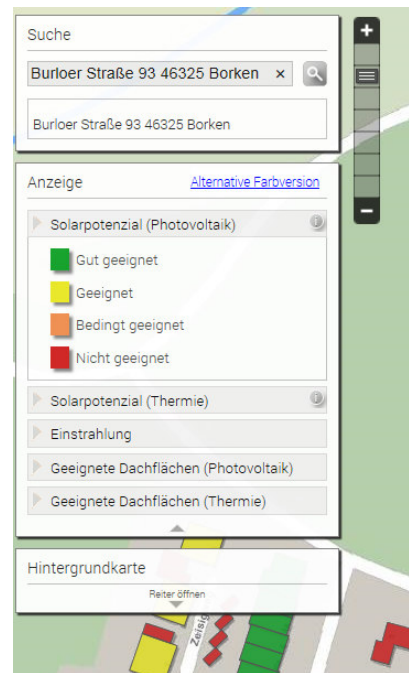 Suche
Burloer Straße 93 46325 Borken ×
Burloer Straße 93 46325 Borken
Anzeige Alternative Farbversion
Solarpotenzial (Photovoltaik)
Gut geeignet
Geeignet
Bedingt geeignet
Nicht geeignet
Solarpotenzial (Thermie)
Einstrahlung
Geeignete Dachflächen (Photovoltaik)
Geeignete Dachflächen (Thermie)
Hintergrundkarte
Reiter öffnen
Zeisig